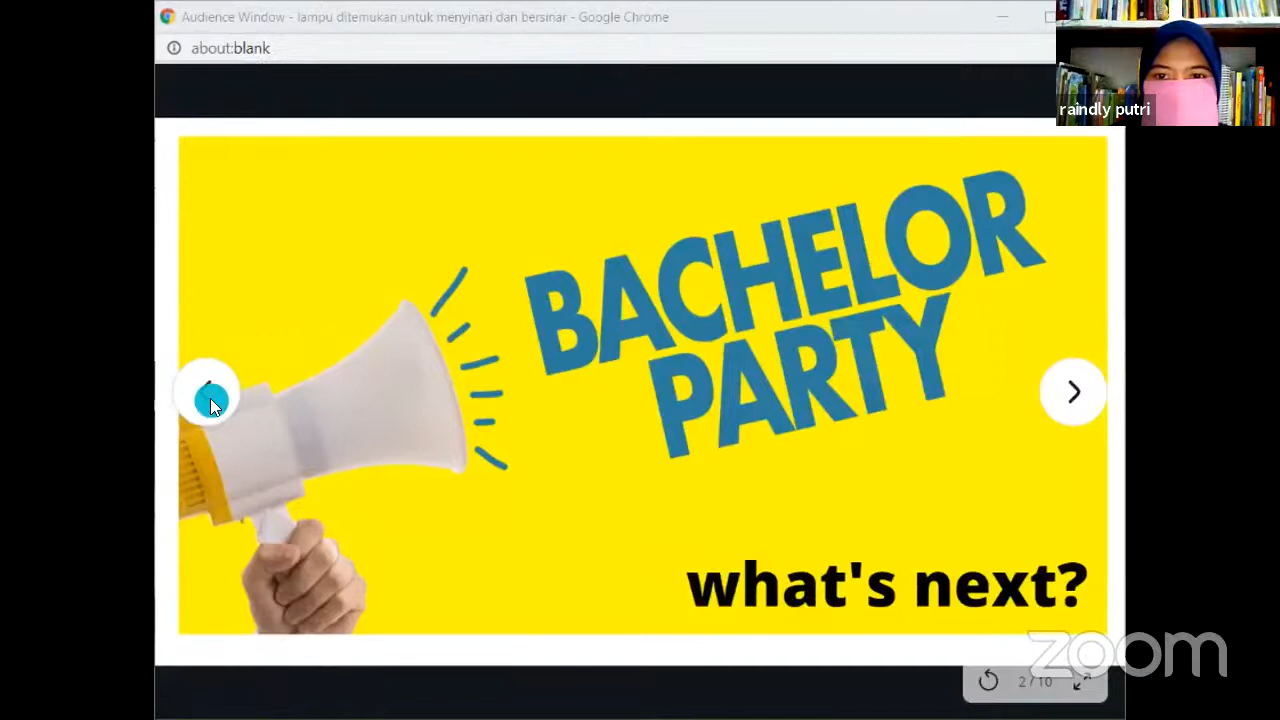 Audience Window - lampu ditemukan untuk menyinari dan bersinar - Google Chrome
about:blank
raindly putri
BACHELOR
PARTY
what's next?
zoom
2 / 10